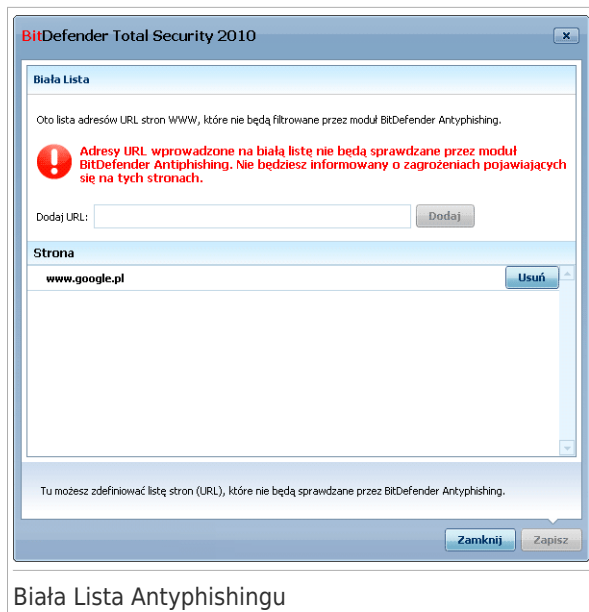 BitDefender Total Security 2010
Biała Lista
Oto lista adresów URL stron WWW, które nie będą filtrowane przez moduł BitDefender Antyphishing.
Adresy URL wprowadzone na białą listę nie będą sprawdzane przez moduł
BitDefender Antiphishing. Nie będziesz informowany o zagrożeniach pojawiających
się na tych stronach.
Dodaj URL:
Dodaj
Strona
www.google.pl
Usuń
Tu możesz zdefiniować listę stron (URL), które nie będą sprawdzane przez BitDefender Antyphishing.
Zamknij
Zapisz
Biała Lista Antyphishingu